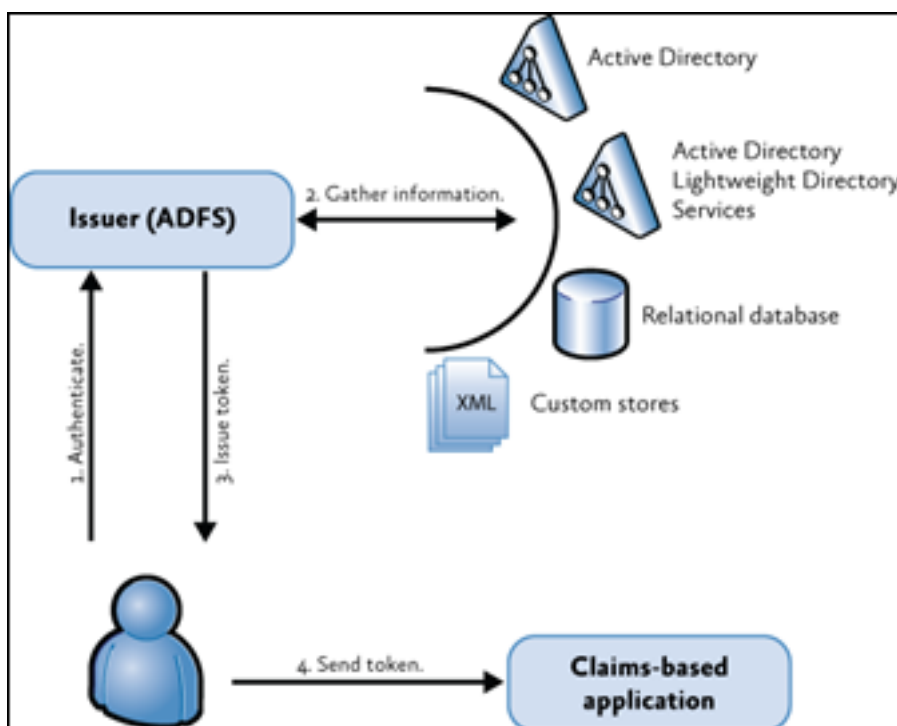 Active Directory
Active Directory
Lightweight Directory
Services
2. Gather information.
Issuer (ADFS)
Relational database
XML
Custom stores
1. Authenticate.
3. Issue token.
4. Send token.
Claims-based
application